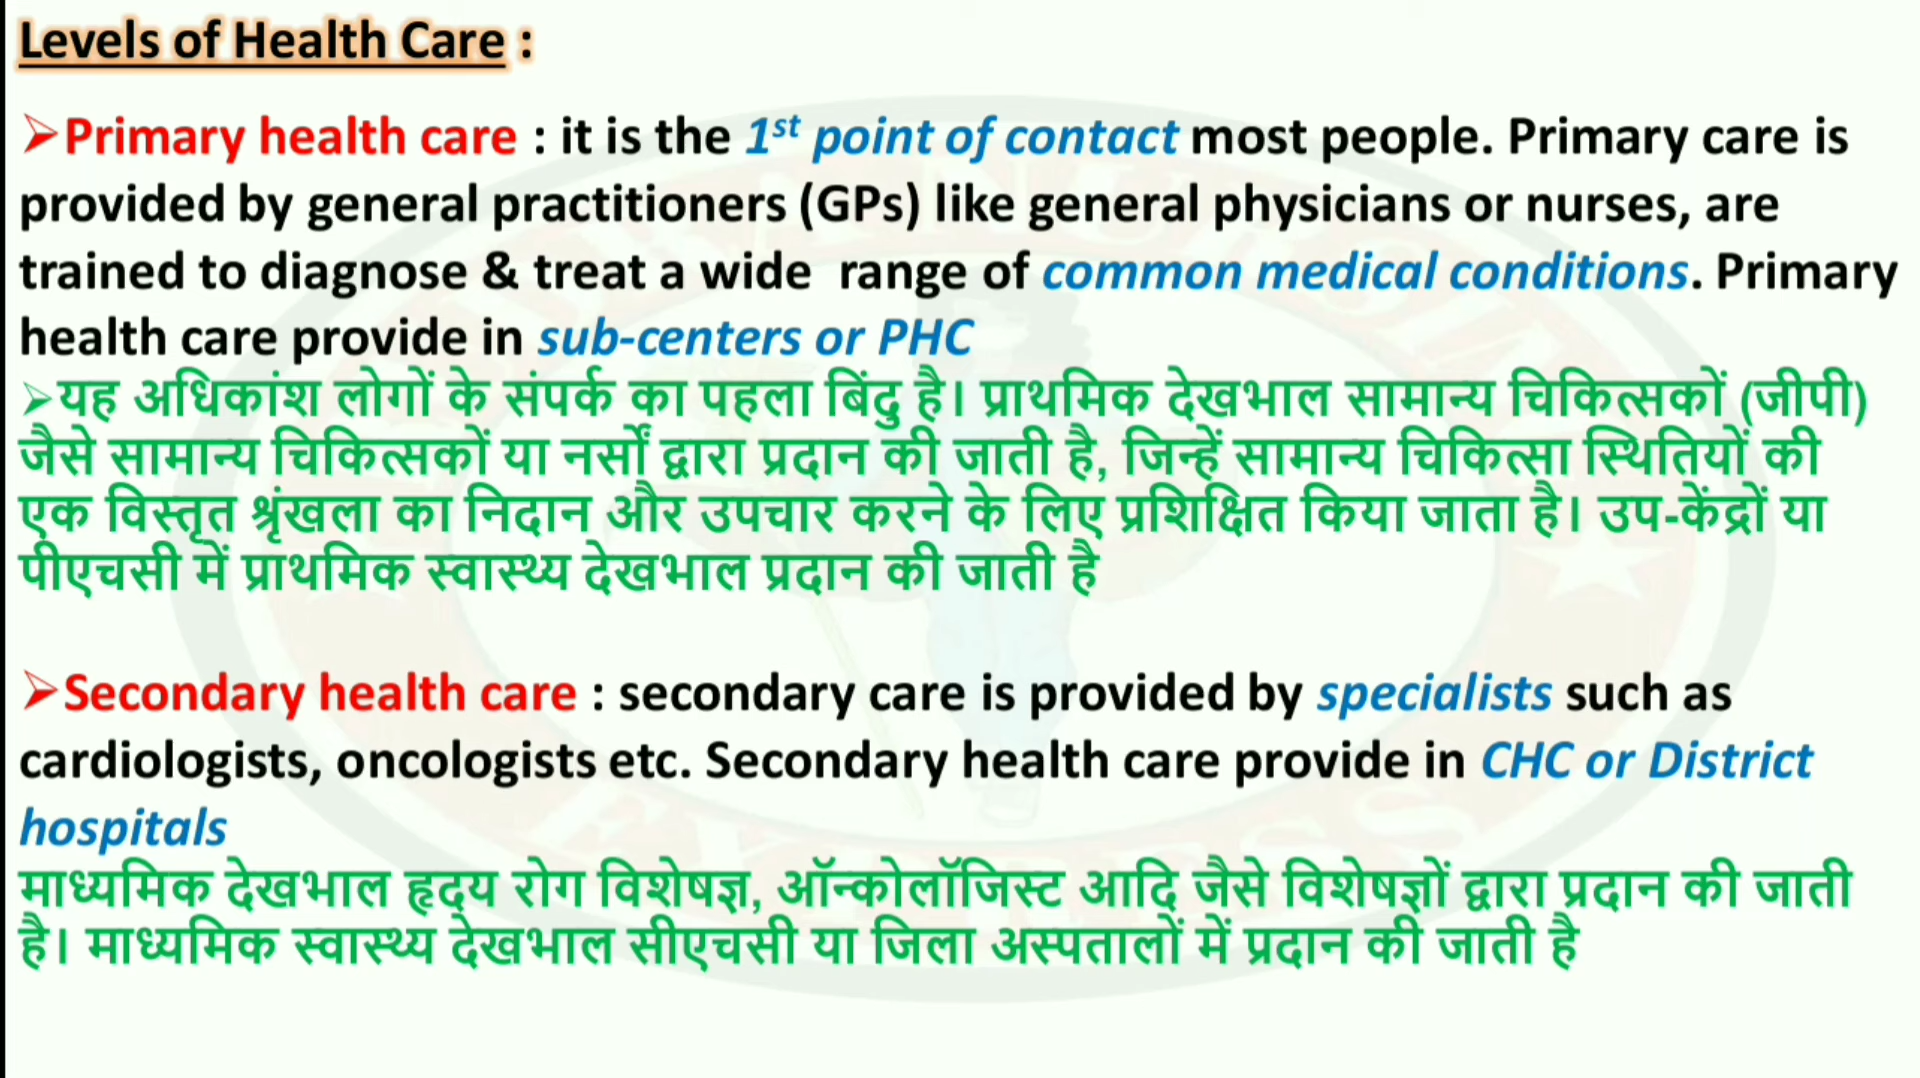 Levels of Health Care :
➢Primary health care : it is the 1st point of contact most people. Primary care is
provided by general practitioners (GPs) like general physicians or nurses, are
trained to diagnose & treat a wide range of common medical conditions. Primary
health care provide in sub-centers or PHC
➢यह अधिकांश लोगों के संपर्क का पहला बिंदु है। प्राथमिक देखभाल सामान्य चिकित्सकों (जीपी)
जैसे सामान्य चिकित्सकों या नर्सों द्वारा प्रदान की जाती है, जिन्हें सामान्य चिकित्सा स्थितियों की
एक विस्तृत श्रृंखला का निदान और उपचार करने के लिए प्रशिक्षित किया जाता है। उप-केंद्रों या
पीएचसी में प्राथमिक स्वास्थ्य देखभाल प्रदान की जाती है
➢Secondary health care : secondary care is provided by specialists such as
cardiologists, oncologists etc. Secondary health care provide in CHC or District
hospitals
माध्यमिक देखभाल हृदय रोग विशेषज्ञ, ऑन्कोलॉजिस्ट आदि जैसे विशेषज्ञों द्वारा प्रदान की जाती
है। माध्यमिक स्वास्थ्य देखभाल सीएचसी या जिला अस्पतालों में प्रदान की जाती है